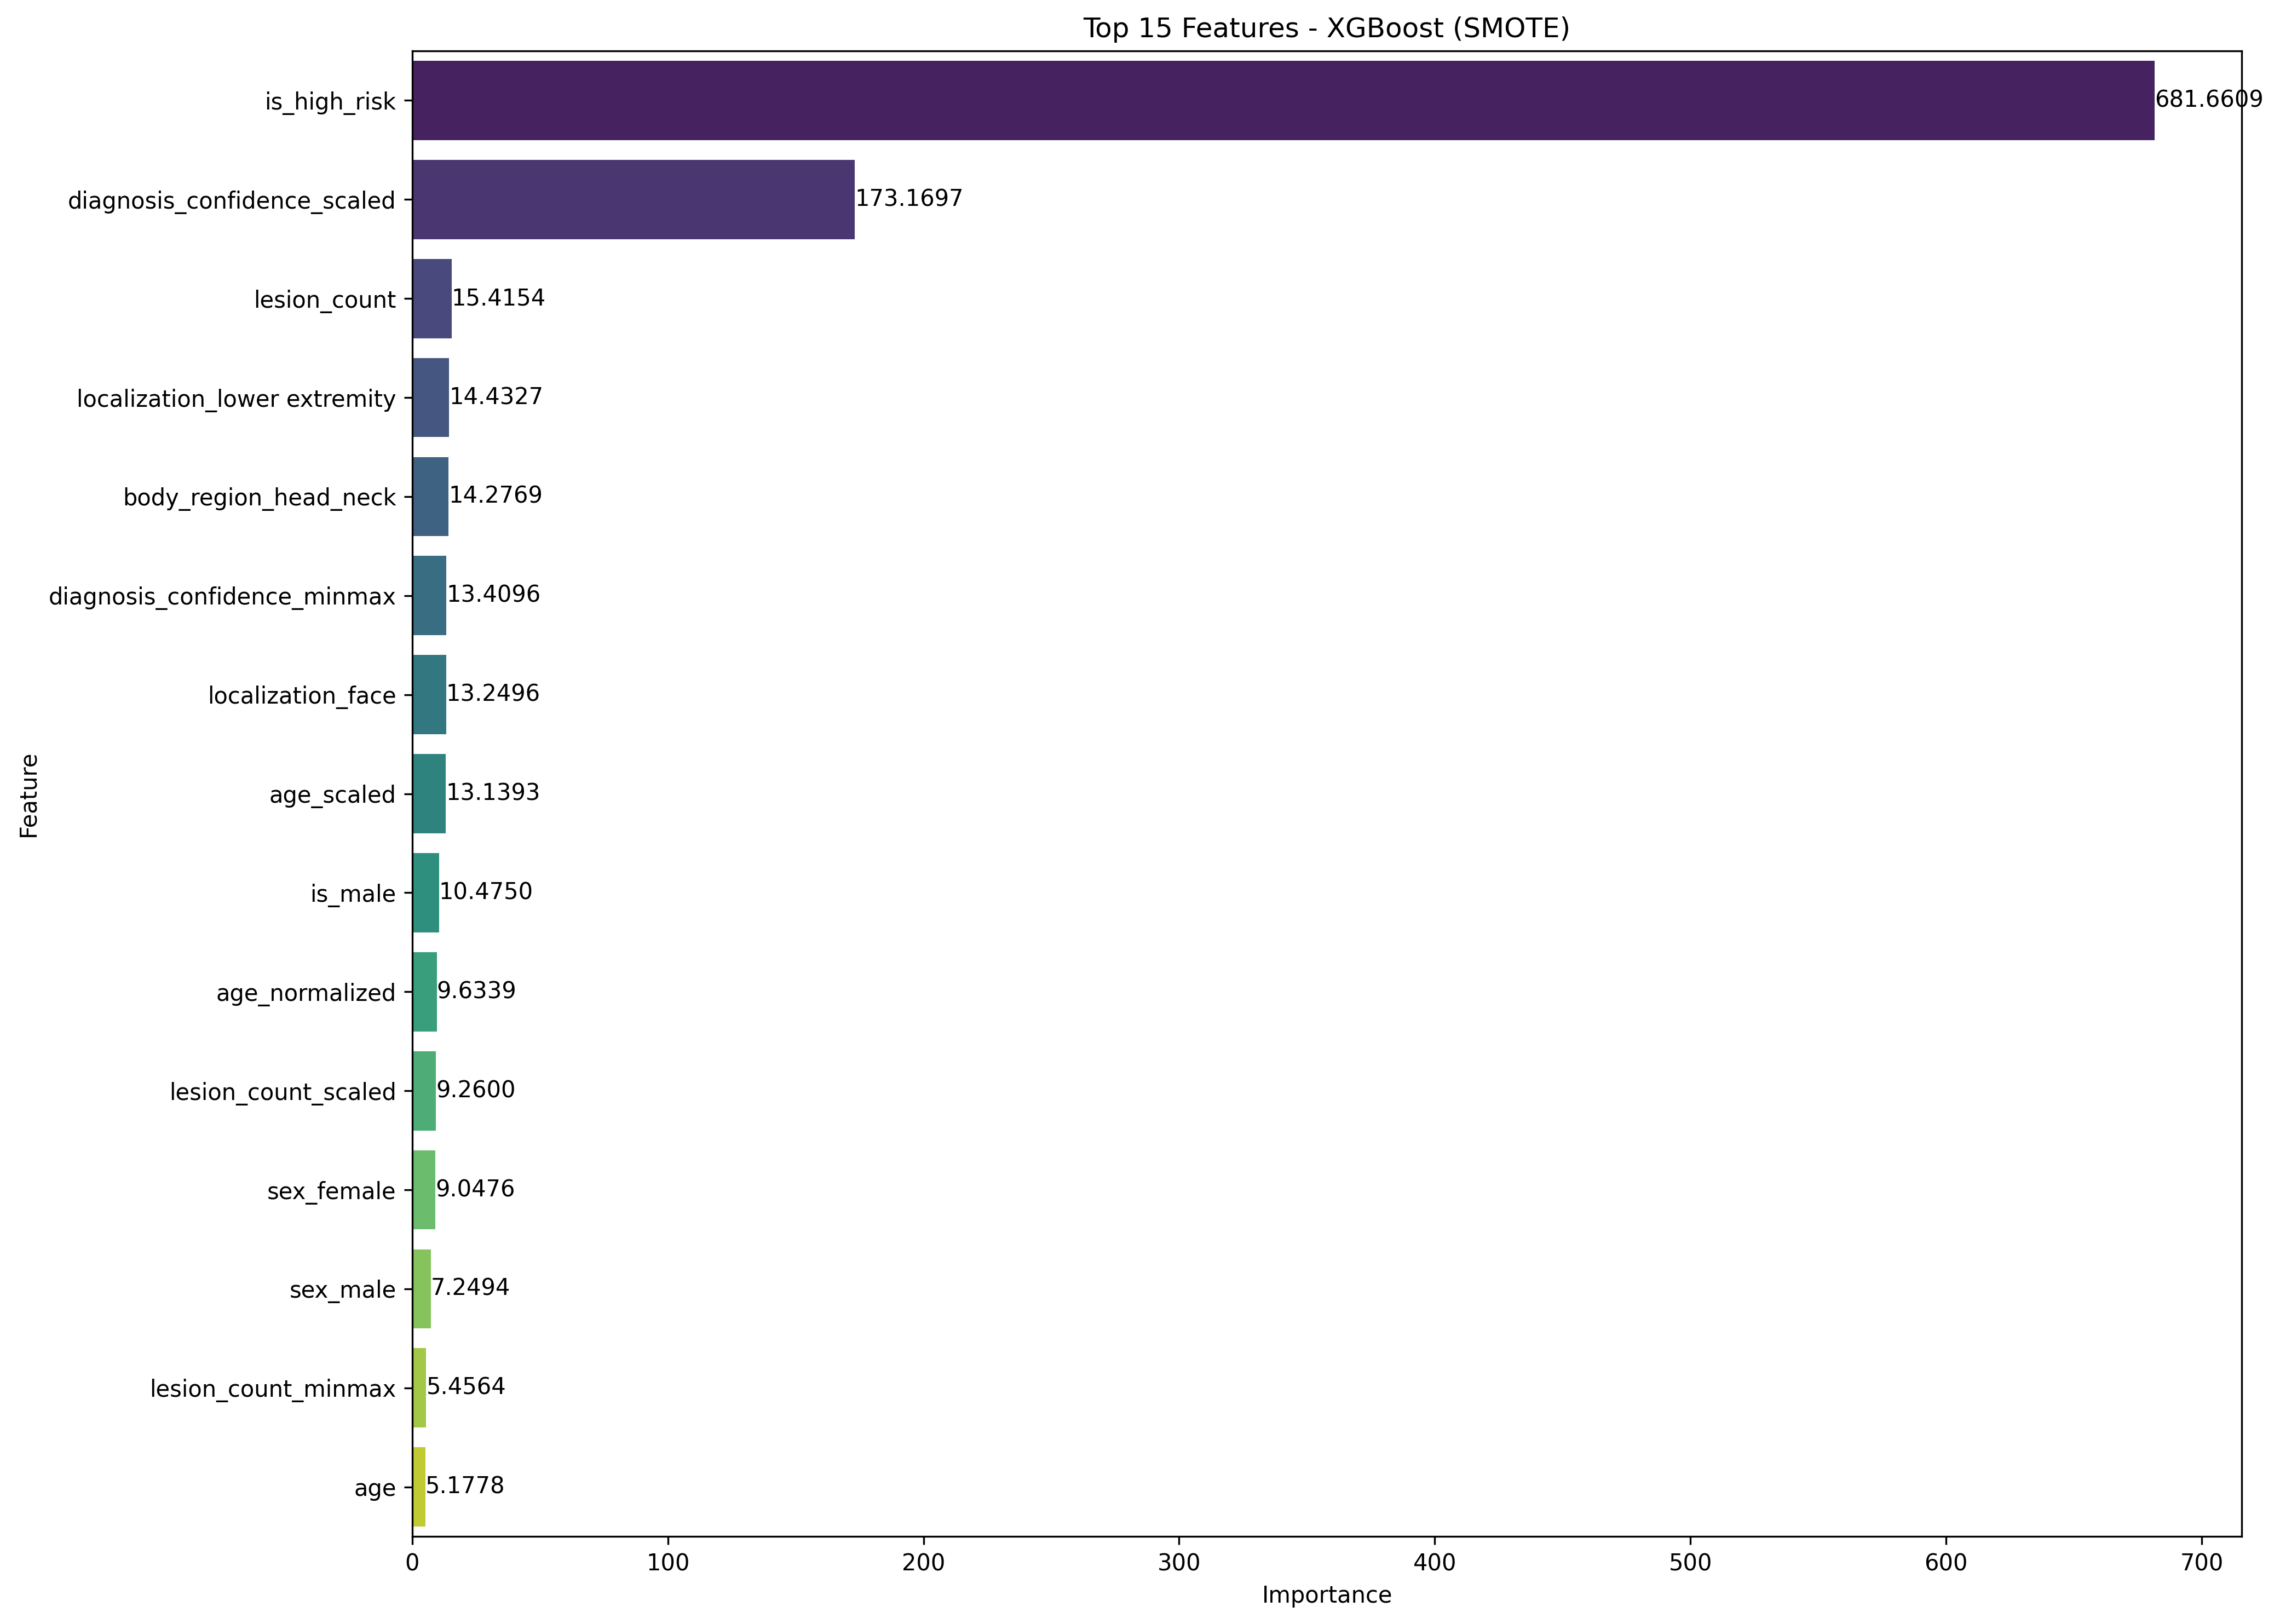 Top 15 Features - XGBoost (SMOTE)
is_high_risk 681.6609
diagnosis_confidence_scaled 173.1697
lesion_count 15.4154
localization_lower extremity 14.4327
body_region_head_neck 14.2769
diagnosis_confidence_minmax 13.4096
localization_face 13.2496
age_scaled 13.1393
is_male 10.4750
age_normalized 9.6339
lesion_count_scaled 9.2600
sex_female 9.0476
sex_male 7.2494
lesion_count_minmax 5.4564
age 5.1778
Feature
0 100 200 300 400 500 600 700
Importance